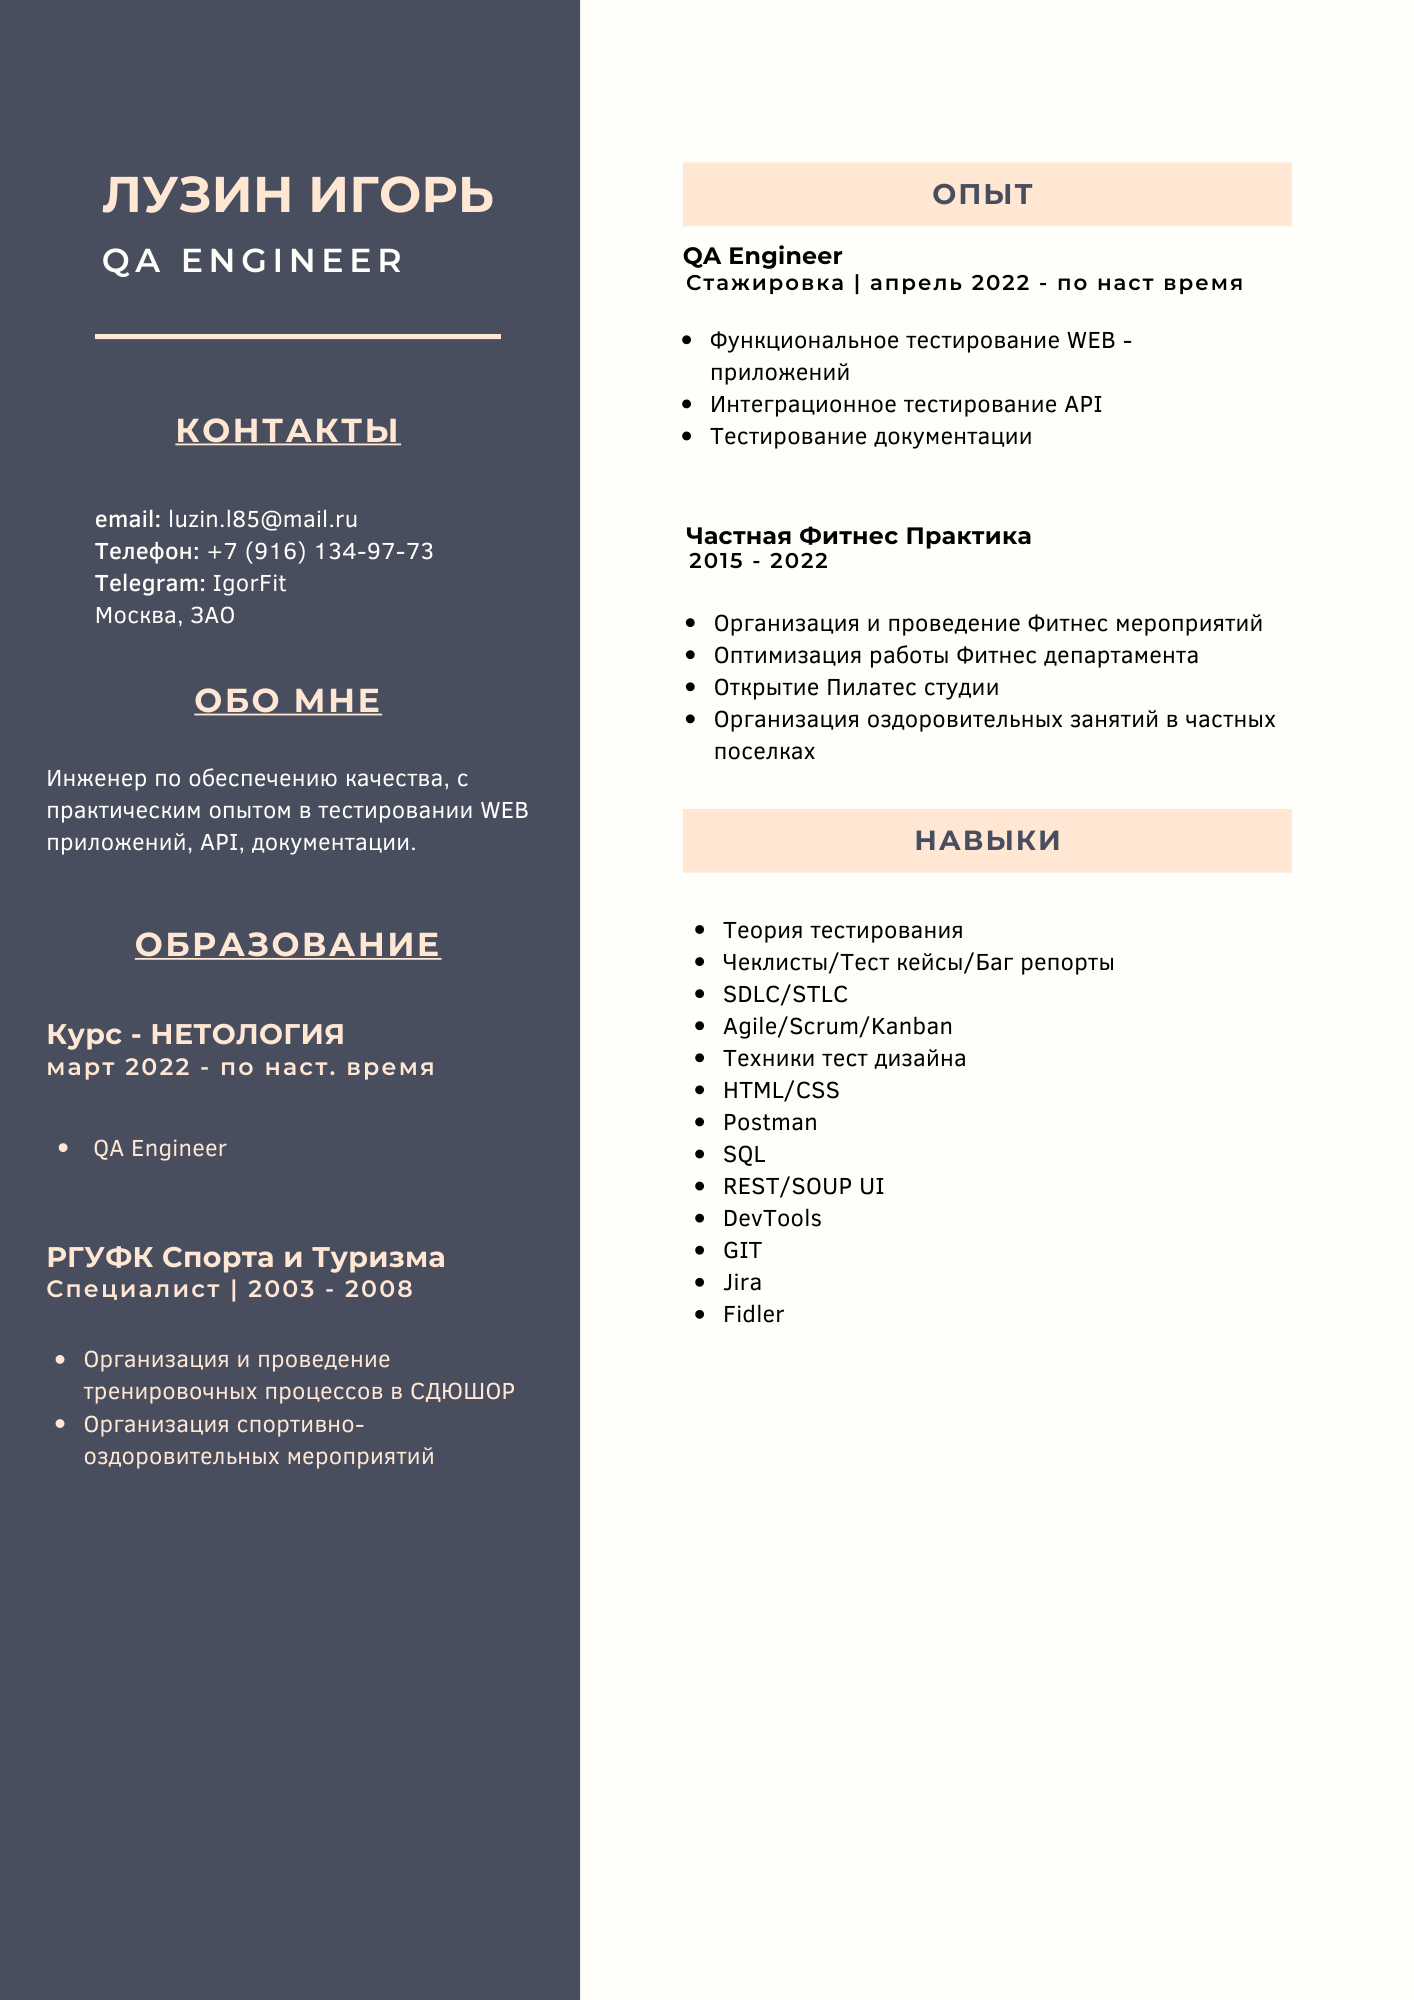 ЛУЗИН ИГОРЬ
QA ENGINEER
КОНТАКТЫ
email: luzin.l85@mail.ru
Телефон: +7 (916) 134-97-73
Telegram: IgorFit
Москва, ЗАО
ОБО МНЕ
Инженер по обеспечению качества, с
практическим опытом в тестировании WEB
приложений, API, документации.
ОБРАЗОВАНИЕ
Курс - НЕТОЛОГИЯ
март 2022 - по наст. время
• QA Engineer
РГУФК Спорта и Туризма
Специалист | 2003 - 2008
• Организация и проведение
тренировочных процессов в СДЮШОР
• Организация спортивно-
оздоровительных мероприятий
ОПЫТ
QA Engineer
Стажировка | апрель 2022 - по наст время
• Функциональное тестирование WEB -
приложений
• Интеграционное тестирование API
• Тестирование документации
Частная Фитнес Практика
2015 - 2022
• Организация и проведение Фитнес мероприятий
• Оптимизация работы Фитнес департамента
• Открытие Пилатес студии
• Организация оздоровительных занятий в частных
поселках
НАВЫКИ
• Теория тестирования
• Чеклисты/Тест кейсы/Баг репорты
• SDLC/STLC
• Agile/Scrum/Kanban
• Техники тест дизайна
• HTML/CSS
• Postman
• SQL
• REST/SOUP UI
• DevTools
• GIT
• Jira
• Fidler